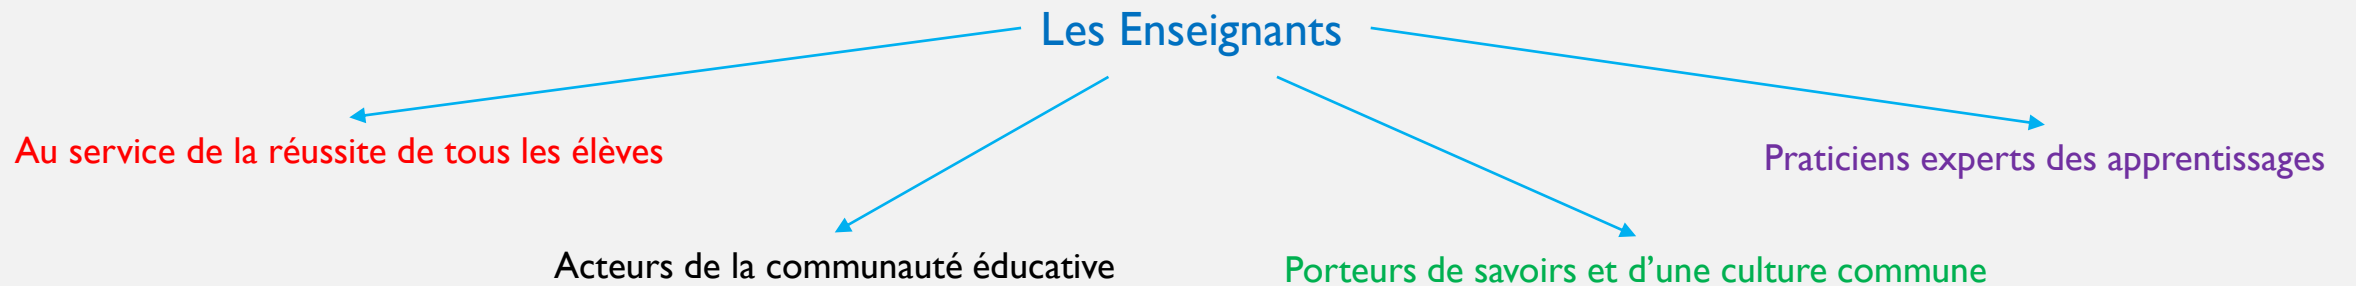 Les Enseignants
Au service de la réussite de tous les élèves
Praticiens experts des apprentissages
Acteurs de la communauté éducative
Porteurs de savoirs et d’une culture commune